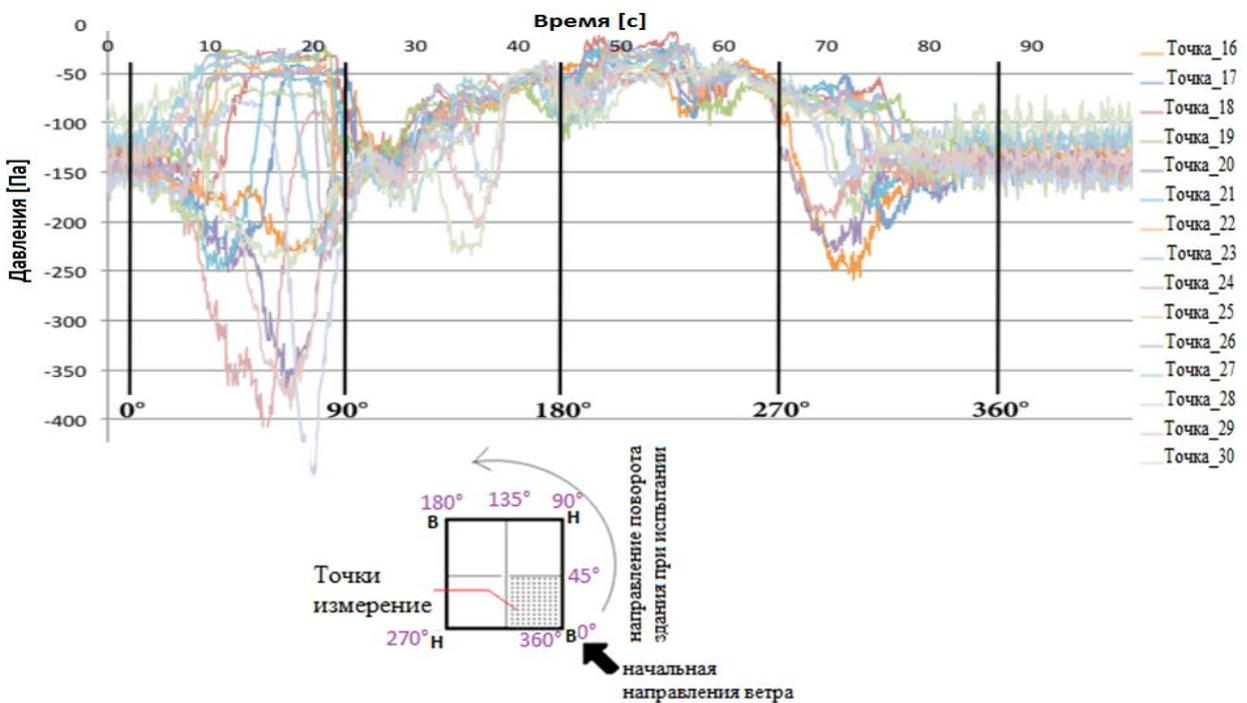 Время [с]
0
0 10 20 30 40 50 60 70 80 90
-50
-100
-150
-200
-250
-300
-350
-400
Давления [Па]
0° 90° 180° 270° 360°
Точка_16
Точка_17
Точка_18
Точка_19
Точка_20
Точка_21
Точка_22
Точка_23
Точка_24
Точка_25
Точка_26
Точка_27
Точка_28
Точка_29
Точка_30
180° 135° 90°
В Н
45°
Точки
измерение
270° Н 360° В 0°
направление поворота
здания при испытании
начальная
направления ветра